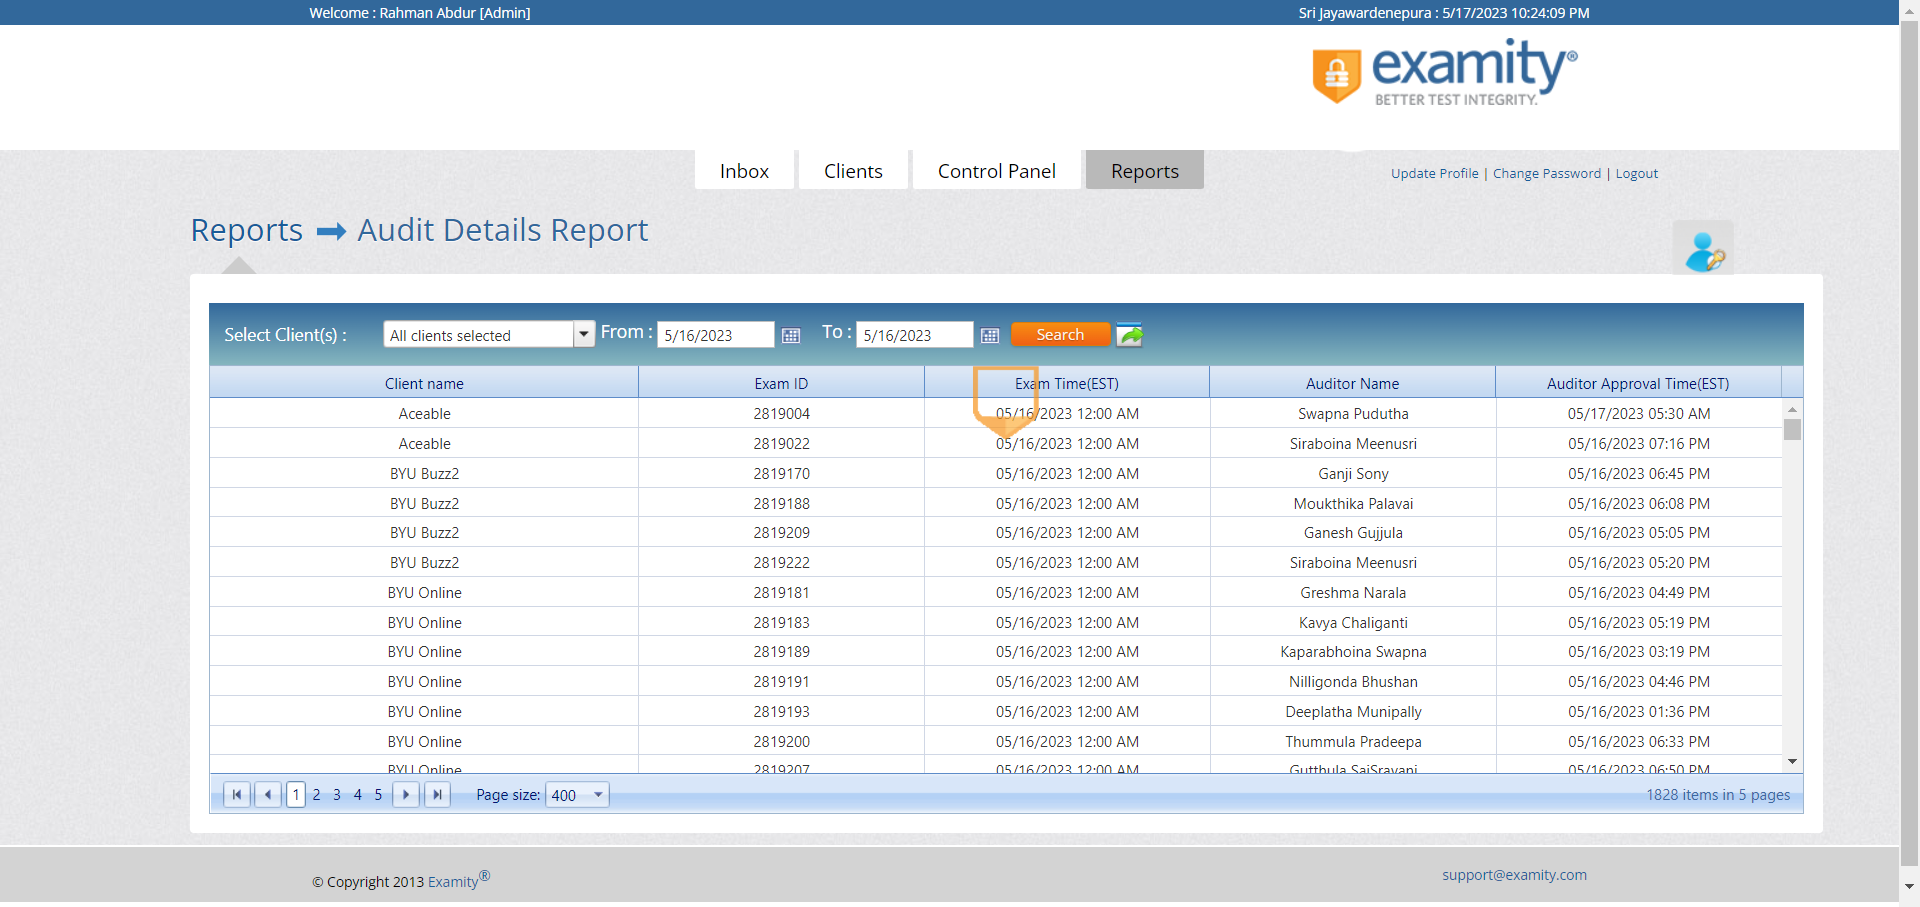 Welcome : Rahman Abdur [Admin]
Sri Jayawardenepura : 5/17/2023 10:24:09 PM
examity®
BETTER TEST INTEGRITY.
Inbox Clients Control Panel Reports
Update Profile | Change Password | Logout
Reports Audit Details Report
Select Client(s) : All clients selected From : 5/16/2023 To : 5/16/2023 Search
Client name Exam ID Exam Time(EST) Auditor Name Auditor Approval Time(EST)
Aceable 2819004 05/16/2023 12:00 AM Swapna Pudutha 05/17/2023 05:30 AM
Aceable 2819022 05/16/2023 12:00 AM Siraboina Meenusri 05/16/2023 07:16 PM
BYU Buzz2 2819170 05/16/2023 12:00 AM Ganji Sony 05/16/2023 06:45 PM
BYU Buzz2 2819188 05/16/2023 12:00 AM Moukthika Palavai 05/16/2023 06:08 PM
BYU Buzz2 2819209 05/16/2023 12:00 AM Ganesh Gujjula 05/16/2023 05:05 PM
BYU Buzz2 2819222 05/16/2023 12:00 AM Siraboina Meenusri 05/16/2023 05:20 PM
BYU Online 2819181 05/16/2023 12:00 AM Greshma Narala 05/16/2023 04:49 PM
BYU Online 2819183 05/16/2023 12:00 AM Kavya Chaliganti 05/16/2023 05:19 PM
BYU Online 2819189 05/16/2023 12:00 AM Kaparabhoina Swapna 05/16/2023 03:19 PM
BYU Online 2819191 05/16/2023 12:00 AM Nilligonda Bhushan 05/16/2023 04:46 PM
BYU Online 2819193 05/16/2023 12:00 AM Deeplatha Munipally 05/16/2023 01:36 PM
BYU Online 2819200 05/16/2023 12:00 AM Thummula Pradeepa 05/16/2023 06:33 PM
BYU Online 2819207 05/16/2023 12:00 AM Gutthula SaiSravani 05/16/2023 06:50 PM
1 2 3 4 5 Page size: 400 1828 items in 5 pages
© Copyright 2013 Examity®
support@examity.com